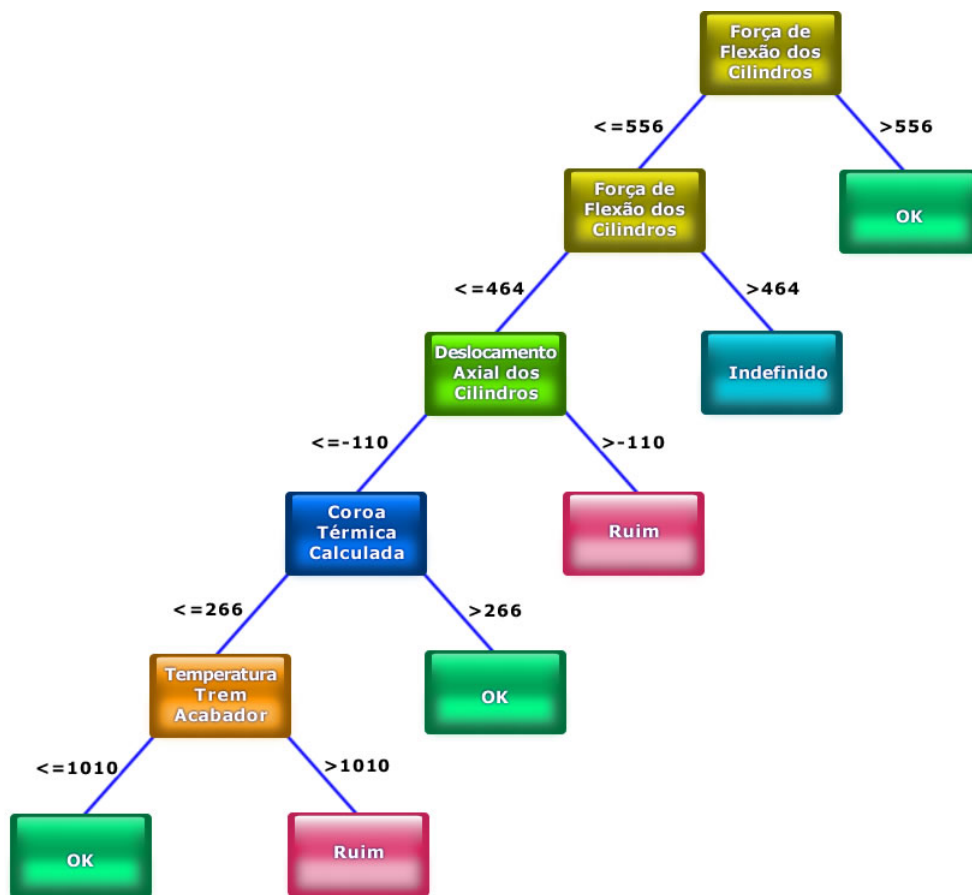 Força de
Flexão dos
Cilindros
<=556
>556
Força de
Flexão dos
Cilindros
OK
<=464
>464
Deslocamento
Axial dos
Cilindros
Indefinido
<=-110
>-110
Coroa
Térmica
Calculada
Ruim
<=266
>266
Temperatura
Trem
Acabador
OK
<=1010
>1010
OK
Ruim